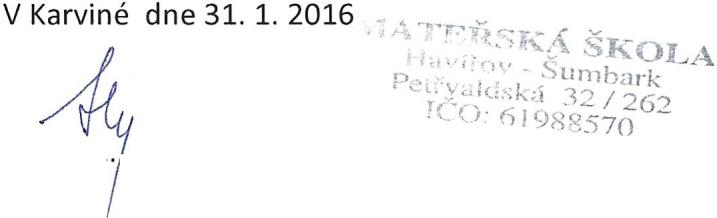 V Karviné dne 31. 1. 2016
MATEŘSKÁ ŠKOLA
Havířov - Šumbark
Petřvaldská 32 / 262
IČO: 61988570